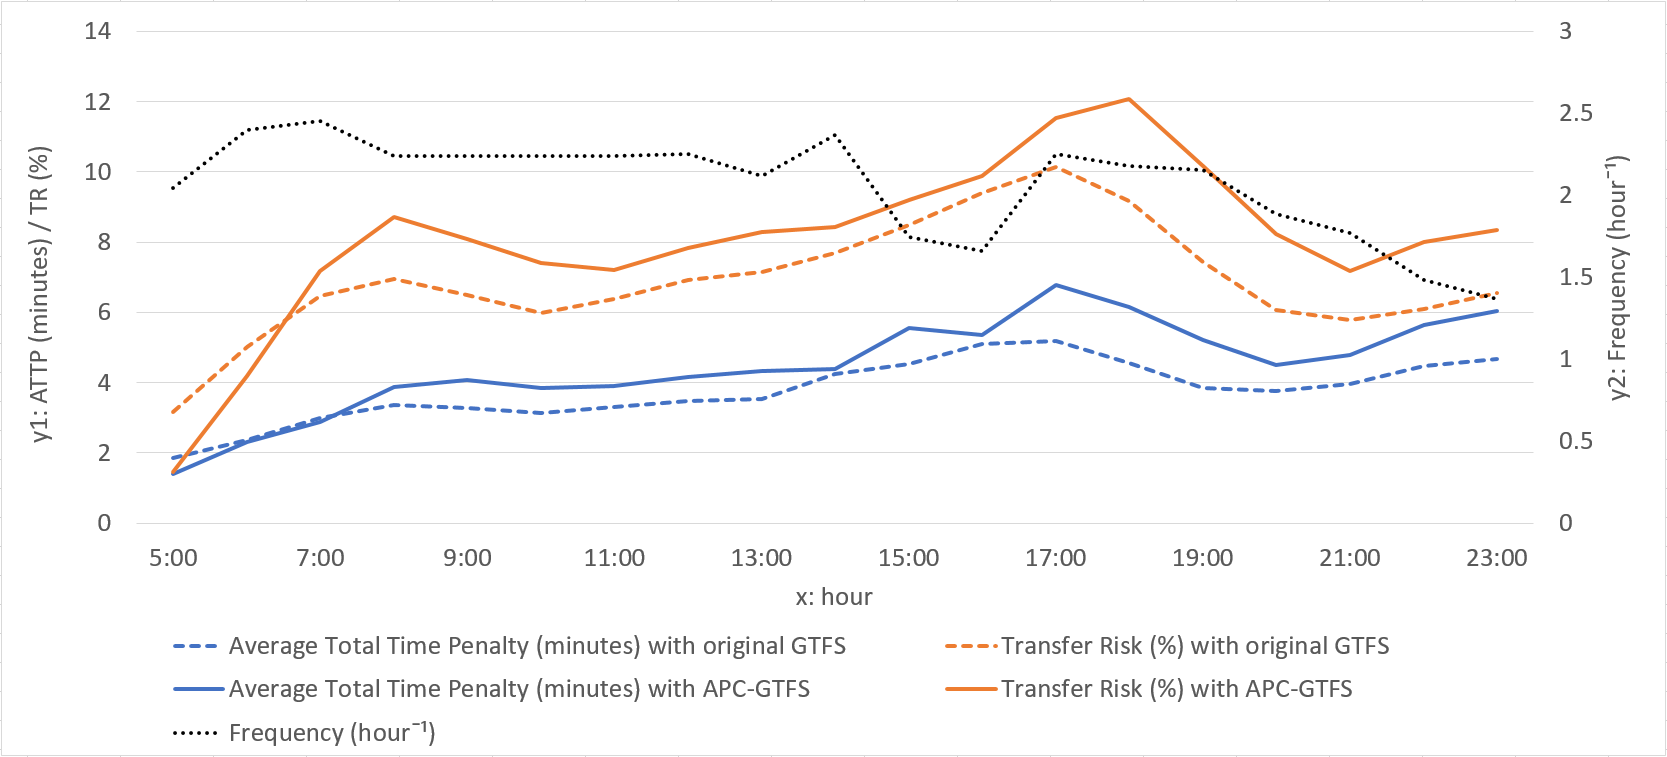 14
12
10
8
6
4
2
0
y1: ATTP (minutes) / TR (%)
3
2.5
2
1.5
1
0.5
0
y2: Frequency (hour⁻¹)
5:00 7:00 9:00 11:00 13:00 15:00 17:00 19:00 21:00 23:00
x: hour
Average Total Time Penalty (minutes) with original GTFS
Transfer Risk (%) with original GTFS
Average Total Time Penalty (minutes) with APC-GTFS
Transfer Risk (%) with APC-GTFS
Frequency (hour⁻¹)